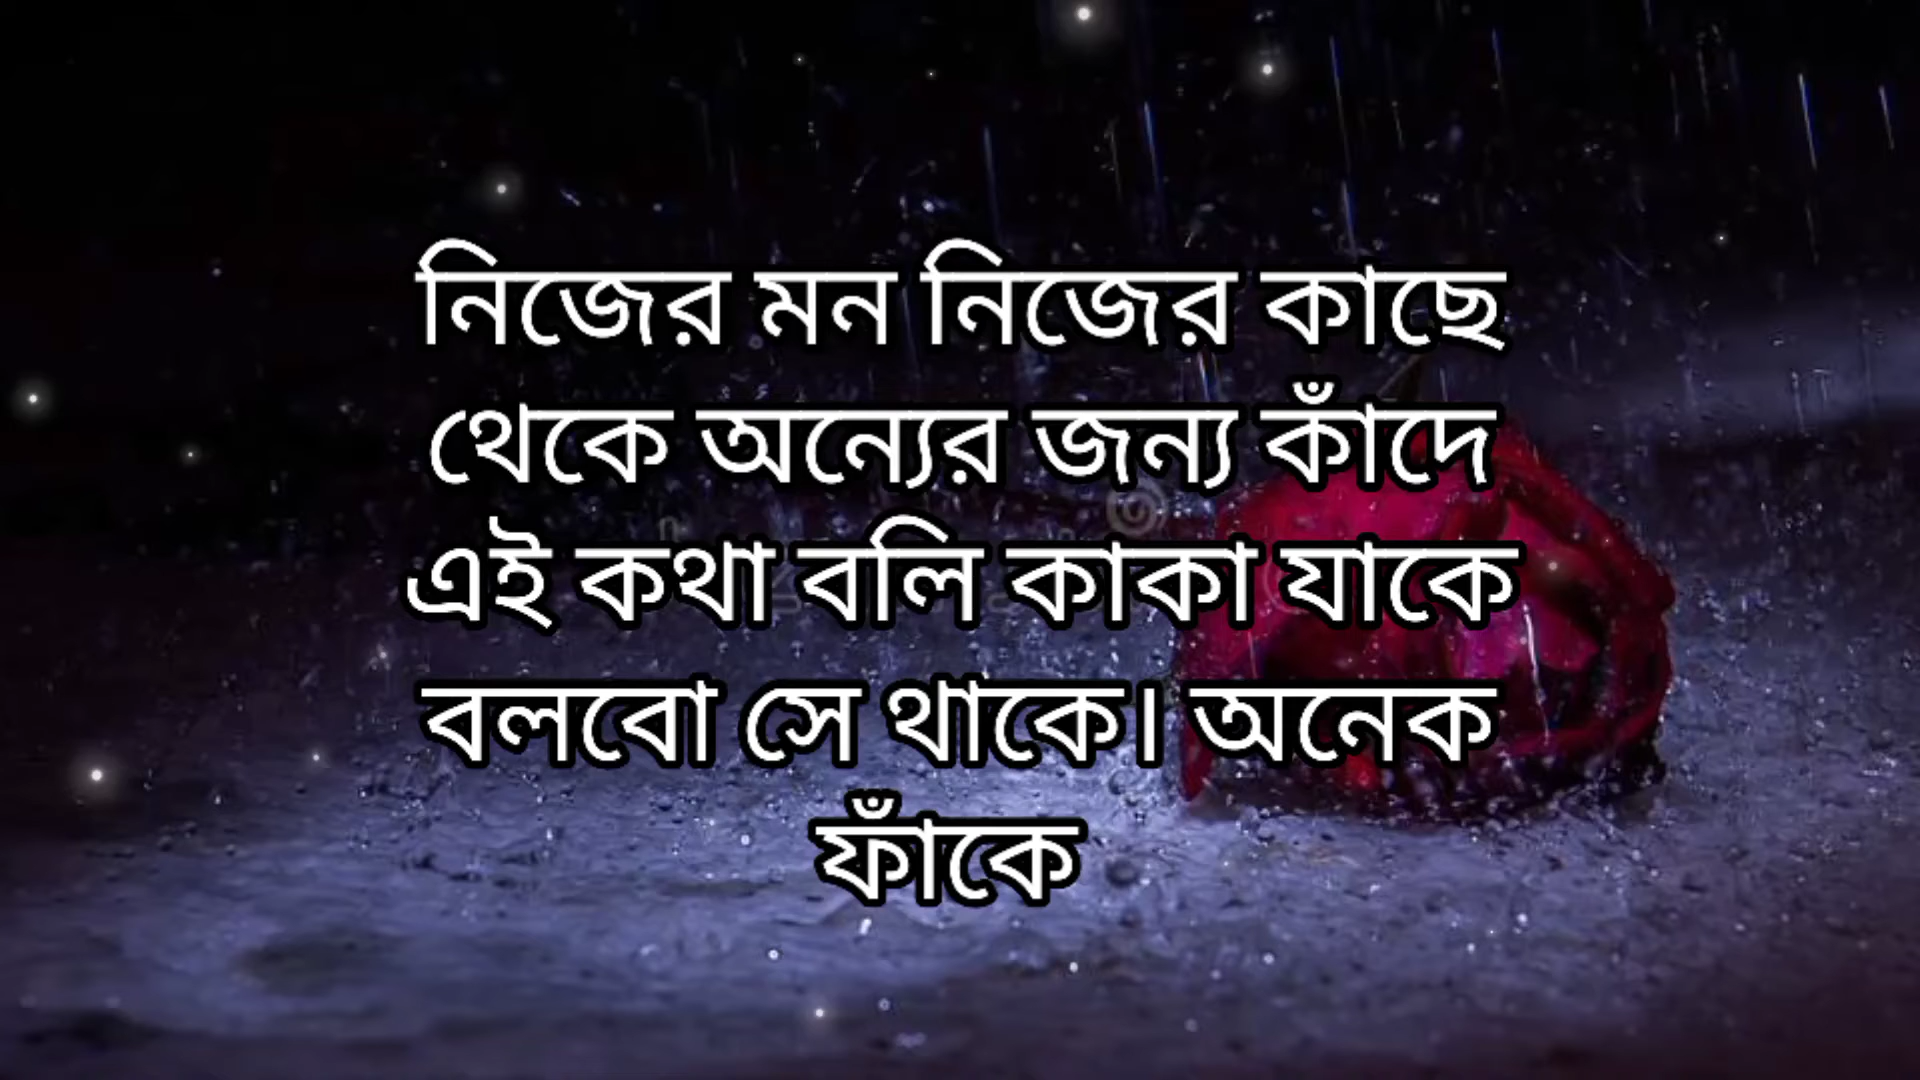 নিজের মন নিজের কাছে
থেকে অন্যের জন্য কাঁদে
এই কথা বলি কাকা যাকে
বলবো সে থাকে। অনেক
ফাঁকে